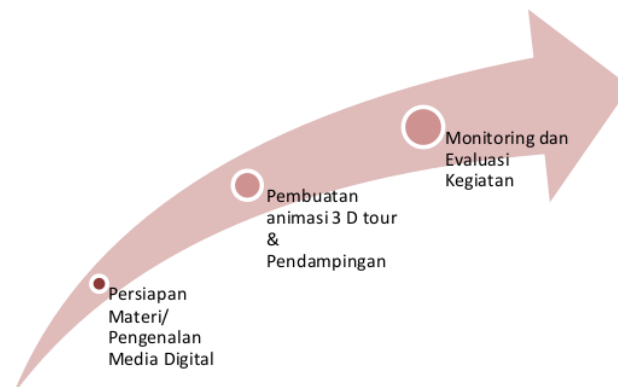 Persiapan
Materi/
Pengenalan
Media Digital
Pembuatan
animasi 3 D tour
&
Pendampingan
Monitoring dan
Evaluasi
Kegiatan